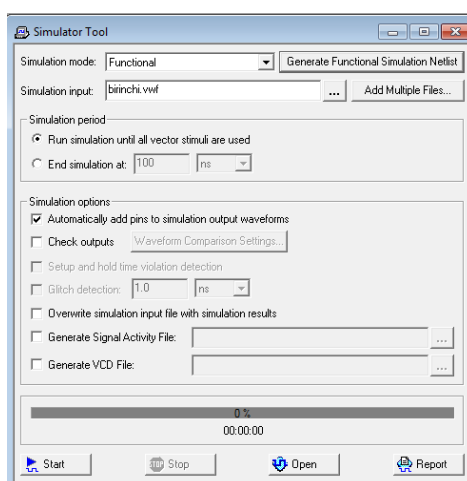 Simulator Tool
Simulation mode: Functional Generate Functional Simulation Netlist
Simulation input: birinchi.vwf ... Add Multiple Files...
Simulation period
Run simulation until all vector stimuli are used
End simulation at: 100 ns
Simulation options
Automatically add pins to simulation output waveforms
Check outputs Waveform Comparison Settings...
Setup and hold time violation detection
Glitch detection: 1.0 ns
Overwrite simulation input file with simulation results
Generate Signal Activity File: ...
Generate VCD File: ...
0 %
00:00:00
Start STOP Stop Open Report